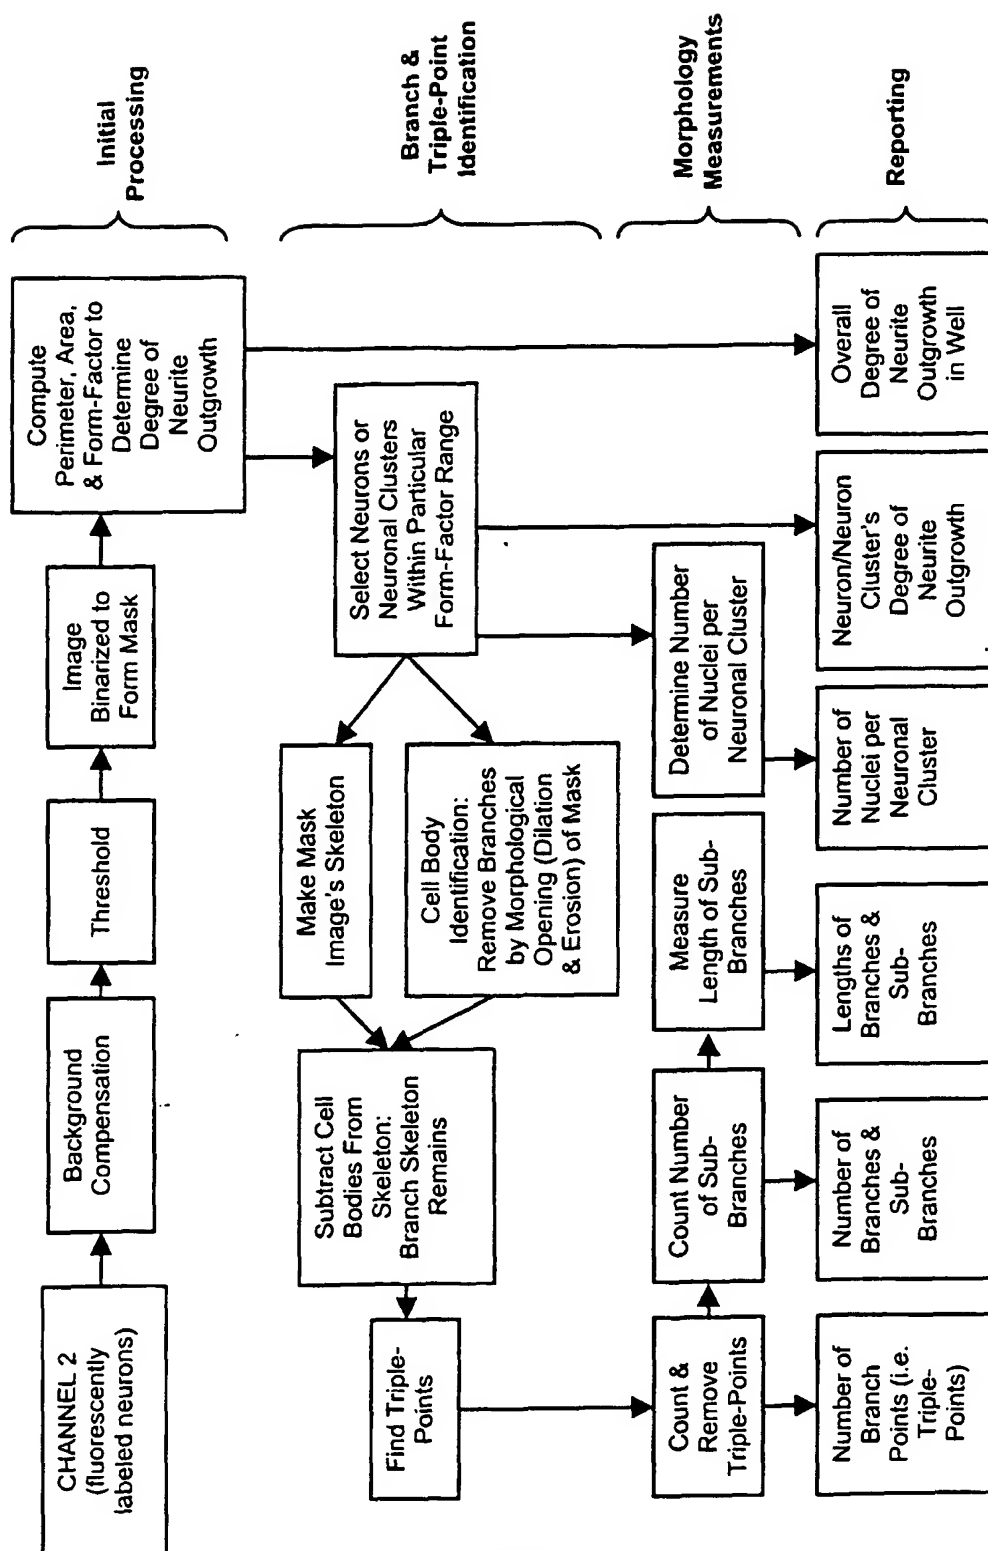 CHANNEL 2
(fluorescently
labeled neurons)
Background
Compensation
Threshold
Image
Binarized to
Form Mask
Compute
Perimeter, Area,
& Form-Factor to
Determine
Degree of
Neurite
Outgrowth
Initial
Processing
Find Triple-
Points
Subtract Cell
Bodies From
Skeleton:
Branch Skeleton
Remains
Make Mask
Image's Skeleton
Cell Body
Identification:
Remove Branches
by Morphological
Opening (Dilation
& Erosion) of Mask
Select Neurons or
Neuronal Clusters
Within Particular
Form-Factor Range
Branch &
Triple-Point
Identification
Count &
Remove
Triple-Points
Count Number
of Sub-
Branches
Measure
Length of Sub-
Branches
Determine Number
of Nuclei per
Neuronal Cluster
Morphology
Measurements
Number of
Branch
Points (i.e.
Triple-
Points)
Number of
Branches &
Sub-
Branches
Lengths of
Branches &
Sub-
Branches
Number of
Nuclei per
Neuronal
Cluster
Neuron/Neuron
Cluster's
Degree of
Neurite
Outgrowth
Overall
Degree of
Neurite
Outgrowth
in Well
Reporting